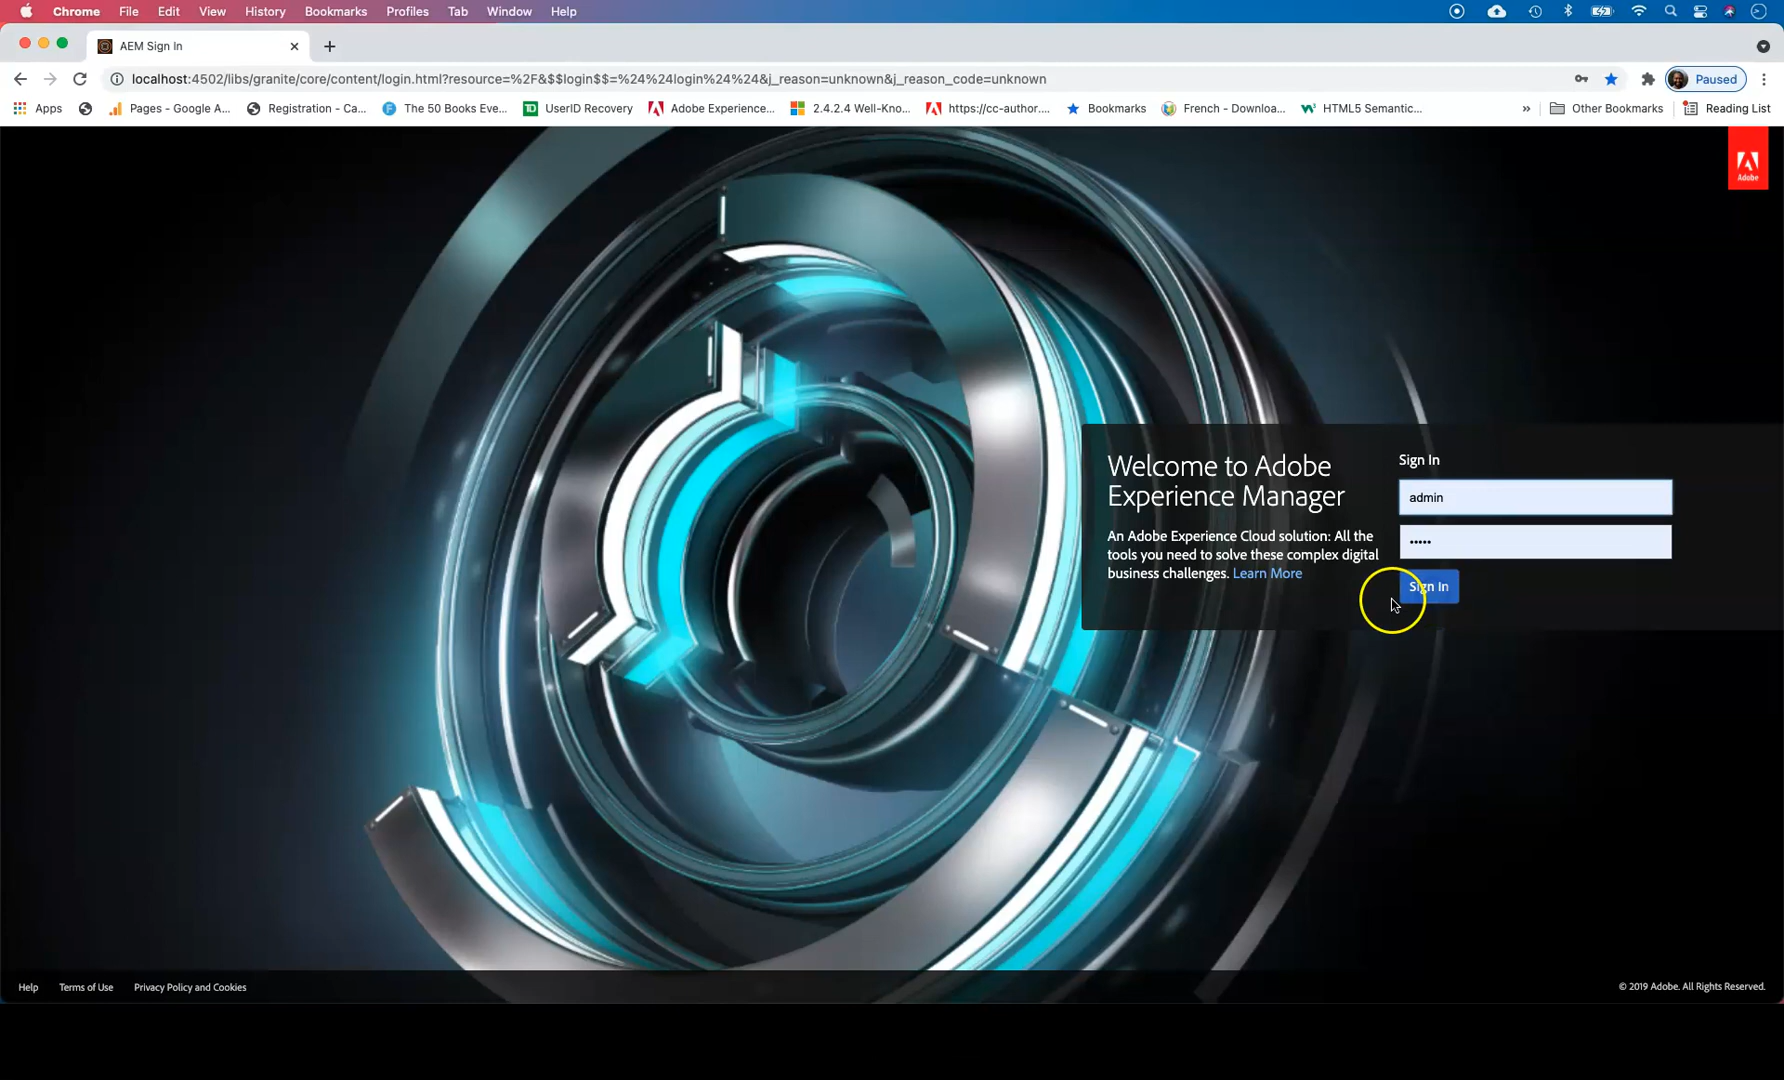 Chrome File Edit View History Bookmarks Profiles Tab Window Help
AEM Sign In
localhost:4502/libs/granite/core/content/login.html?resource=%2F&$$login$$=%24%24login%24%24&j_reason=unknown&j_reason_code=unknown
Paused
Apps Pages - Google A... Registration - Ca... The 50 Books Eve... UserID Recovery Adobe Experience... 2.4.2.4 Well-Kno... https://cc-author.... Bookmarks French - Downloa... HTML5 Semantic... » Other Bookmarks Reading List
Adobe
Welcome to Adobe
Experience Manager
An Adobe Experience Cloud solution: All the
tools you need to solve these complex digital
business challenges. Learn More
Sign In
admin
•••••
Sign In
Help Terms of Use Privacy Policy and Cookies
© 2019 Adobe. All Rights Reserved.